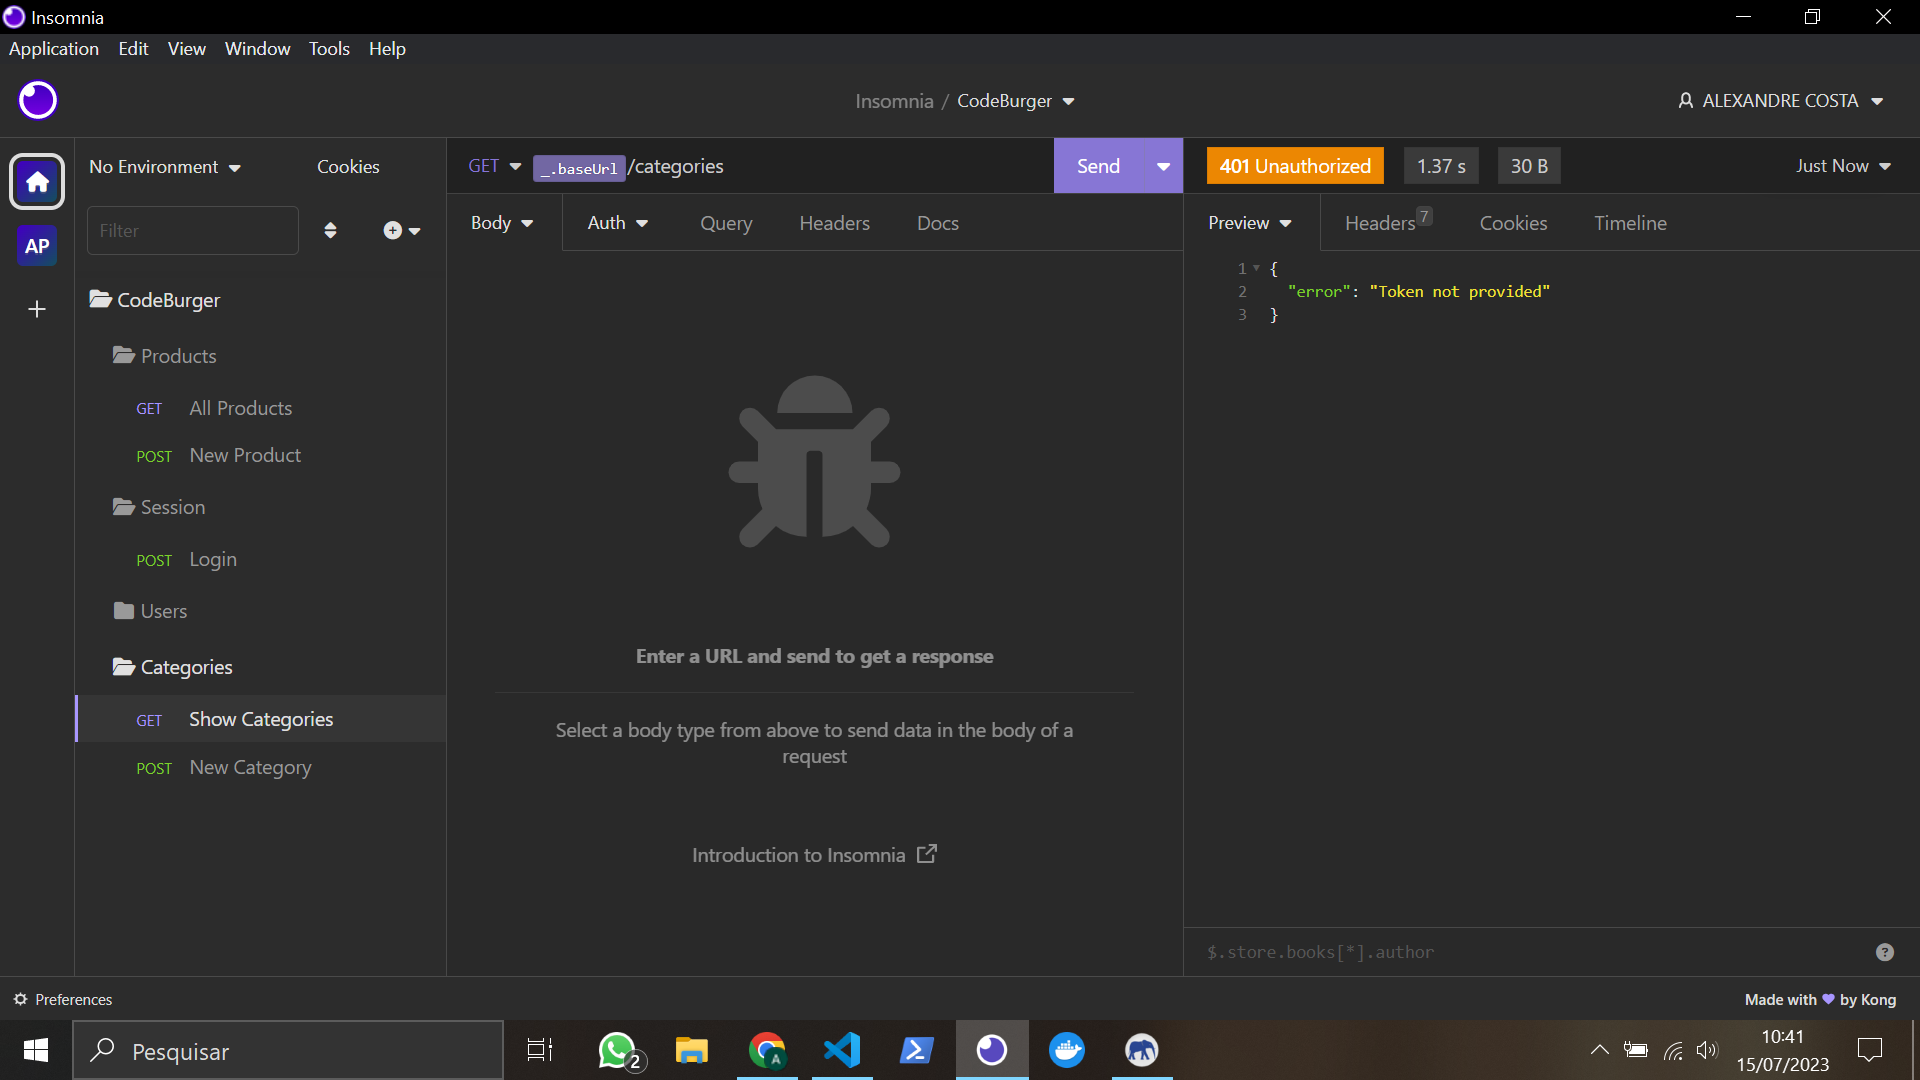 Insomnia
Application Edit View Window Tools Help
Insomnia / CodeBurger
ALEXANDRE COSTA
No Environment Cookies
GET _.baseUrl /categories Send
401 Unauthorized 1.37 s 30 B Just Now
AP
Filter
Body Auth Query Headers Docs
Preview Headers 7 Cookies Timeline
CodeBurger
Products
GET All Products
POST New Product
Session
POST Login
Users
Categories
GET Show Categories
POST New Category
Enter a URL and send to get a response
Select a body type from above to send data in the body of a
request
Introduction to Insomnia
1 {
2 "error": "Token not provided"
3 }
$.store.books[*].author
?
Preferences
Made with 💜 by Kong
Pesquisar
2
A
10:41
15/07/2023